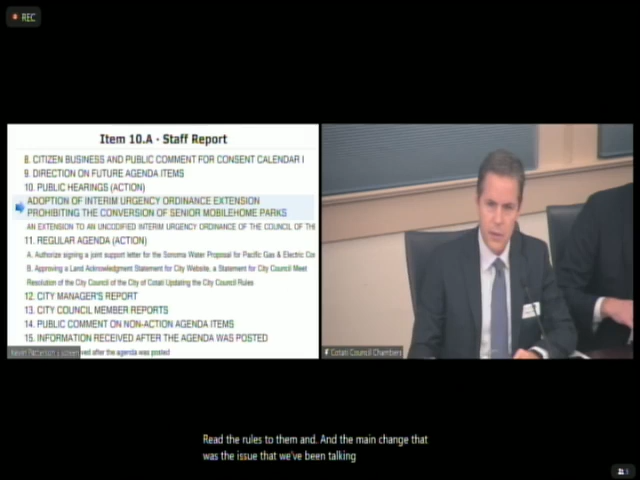 REC
Item 10.A - Staff Report
8. CITIZEN BUSINESS AND PUBLIC COMMENT FOR CONSENT CALENDAR I
9. DIRECTION ON FUTURE AGENDA ITEMS
10. PUBLIC HEARINGS (ACTION)
ADOPTION OF INTERIM URGENCY ORDINANCE EXTENSION
PROHIBITING THE CONVERSION OF SENIOR MOBILEHOME PARKS
AN EXTENSION TO AN UNCODIFIED INTERIM URGENCY ORDINANCE OF THE COUNCIL OF TH
11. REGULAR AGENDA (ACTION)
A. Authorize signing a joint support letter for the Sonoma Water Proposal for Pacific Gas & Electric Co
B. Approving a Land Acknowledgment Statement for City Website, a Statement for City Council Meet
Resolution of the City Council of the City of Cotati Updating the City Council Rules
12. CITY MANAGER'S REPORT
13. CITY COUNCIL MEMBER REPORTS
14. PUBLIC COMMENT ON NON-ACTION AGENDA ITEMS
15. INFORMATION RECEIVED AFTER THE AGENDA WAS POSTED
ved after the agenda was posted
Cotati Council Chambers
Read the rules to them and. And the main change that
was the issue that we've been talking